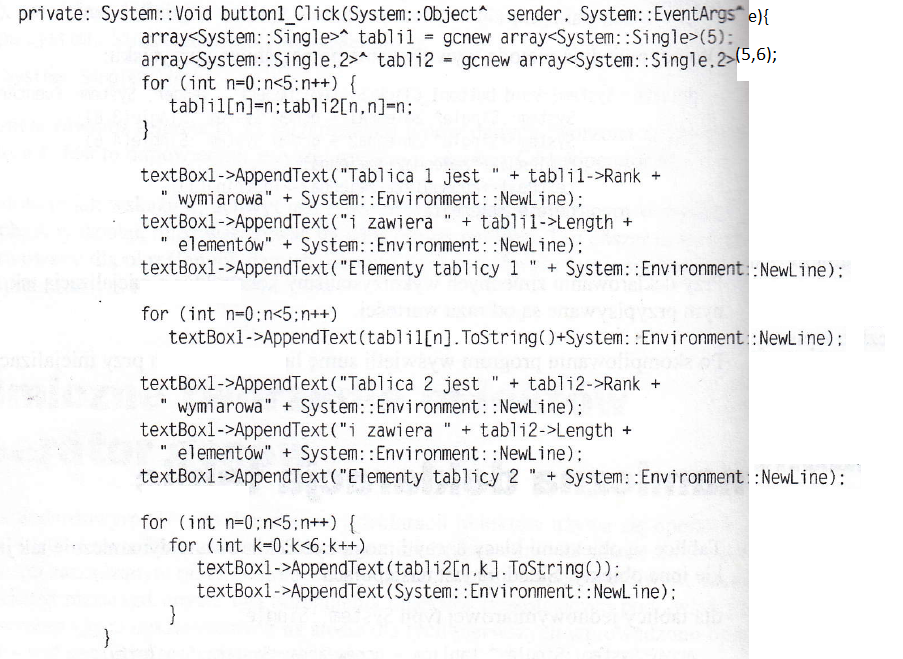 private: System::Void button1_Click(System::Object^ sender, System::EventArgs^ e){
array<System::Single>^ tabli1 = gcnew array<System::Single>(5);
array<System::Single,2>^ tabli2 = gcnew array<System::Single,2>(5,6);
for (int n=0;n<5;n++) {
tabli1[n]=n;tabli2[n,n]=n;
}
textBox1->AppendText("Tablica 1 jest " + tabli1->Rank +
" wymiarowa" + System::Environment::NewLine);
textBox1->AppendText("i zawiera " + tabli1->Length +
" elementów" + System::Environment::NewLine);
textBox1->AppendText("Elementy tablicy 1 " + System::Environment::NewLine);
for (int n=0;n<5;n++)
textBox1->AppendText(tabli1[n].ToString()+System::Environment::NewLine);
textBox1->AppendText("Tablica 2 jest " + tabli2->Rank +
" wymiarowa" + System::Environment::NewLine);
textBox1->AppendText("i zawiera " + tabli2->Length +
" elementów" + System::Environment::NewLine);
textBox1->AppendText("Elementy tablicy 2 " + System::Environment::NewLine);
for (int n=0;n<5;n++) {
for (int k=0;k<6;k++)
textBox1->AppendText(tabli2[n,k].ToString());
textBox1->AppendText(System::Environment::NewLine);
}
}